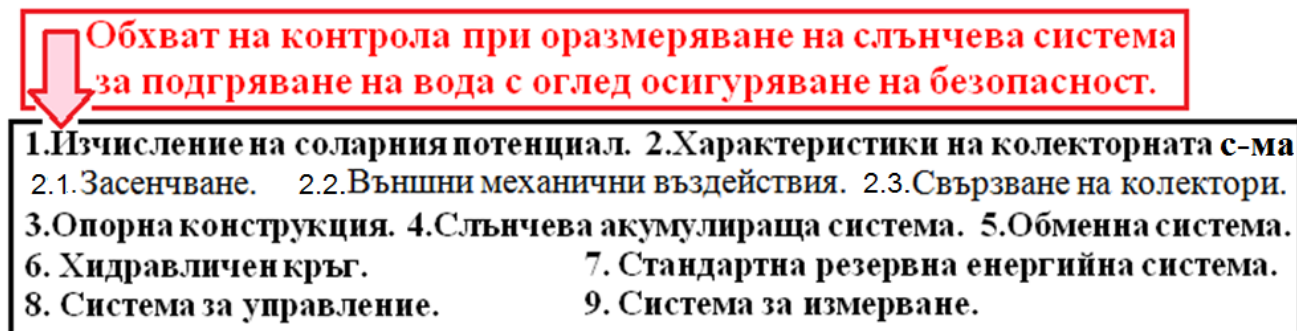 Обхват на контрола при оразмеряване на слънчева система
за подгряване на вода с оглед осигуряване на безопасност.
1.Изчисление на соларния потенциал. 2.Характеристики на колекторната с-ма
2.1.Засенчване. 2.2.Външни механични въздействия. 2.3.Свързване на колектори.
3.Опорна конструкция. 4.Слънчева акумулираща система. 5.Обменна система.
6. Хидравличен кръг. 7. Стандартна резервна енергийна система.
8. Система за управление. 9. Система за измерване.